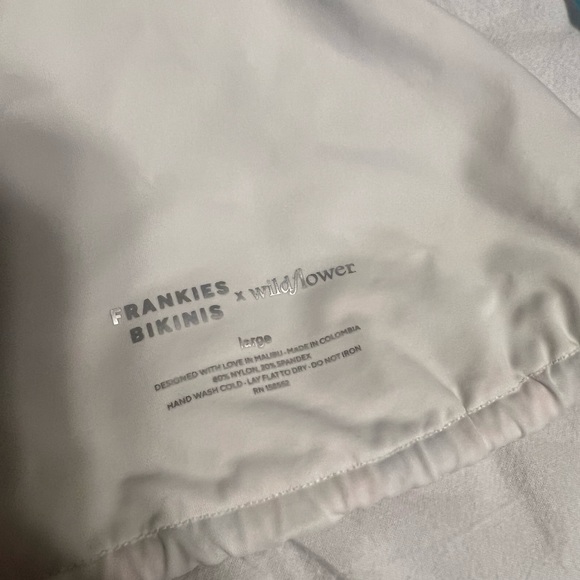 FRANKIES
BIKINIS x wildflower
large
DESIGNED WITH LOVE IN MALIBU · MADE IN COLOMBIA
80% NYLON, 20% SPANDEX
HAND WASH COLD · LAY FLAT TO DRY · DO NOT IRON